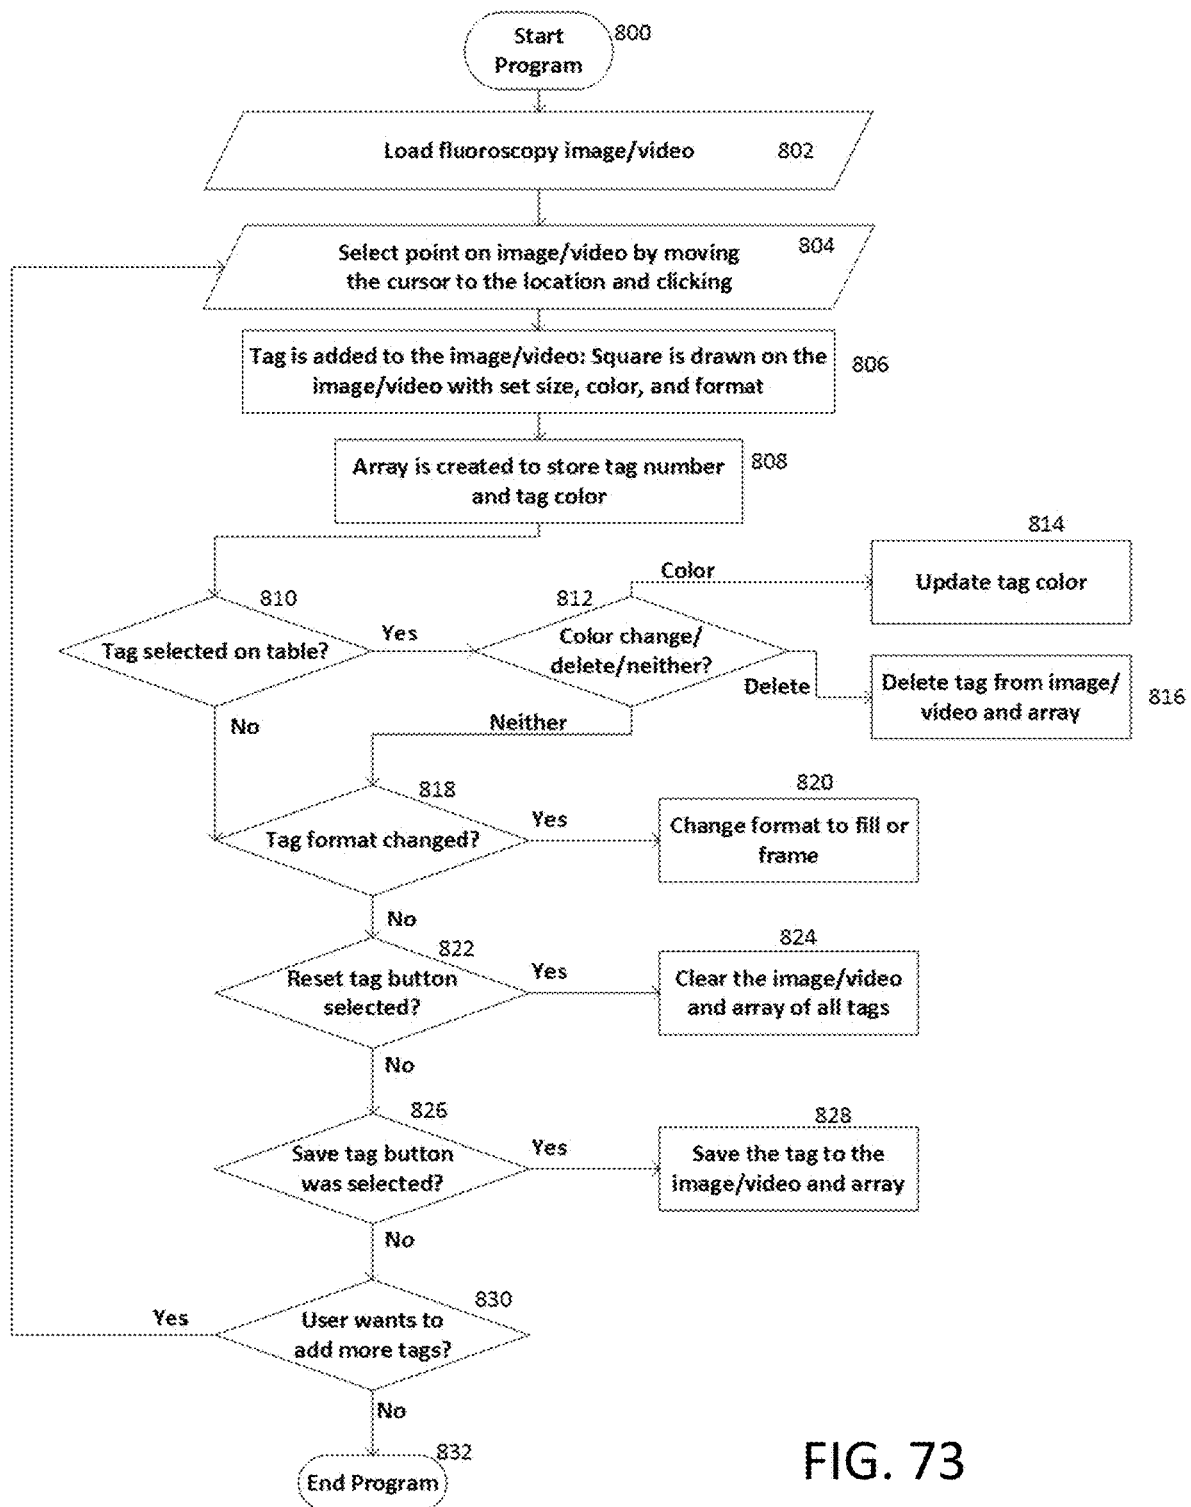 Start
Program
800
Load fluoroscopy image/video
802
Select point on image/video by moving
the cursor to the location and clicking
804
Tag is added to the image/video: Square is drawn on the
image/video with set size, color, and format
806
Array is created to store tag number
and tag color
808
810
Tag selected on table?
Yes
No
812
Color change/
delete/neither?
Color
Delete
Neither
814
Update tag color
Delete tag from image/
video and array
816
818
Tag format changed?
Yes
No
820
Change format to fill or
frame
822
Reset tag button
selected?
Yes
No
824
Clear the image/video
and array of all tags
826
Save tag button
was selected?
Yes
No
828
Save the tag to the
image/video and array
830
User wants to
add more tags?
Yes
No
832
End Program
FIG. 73